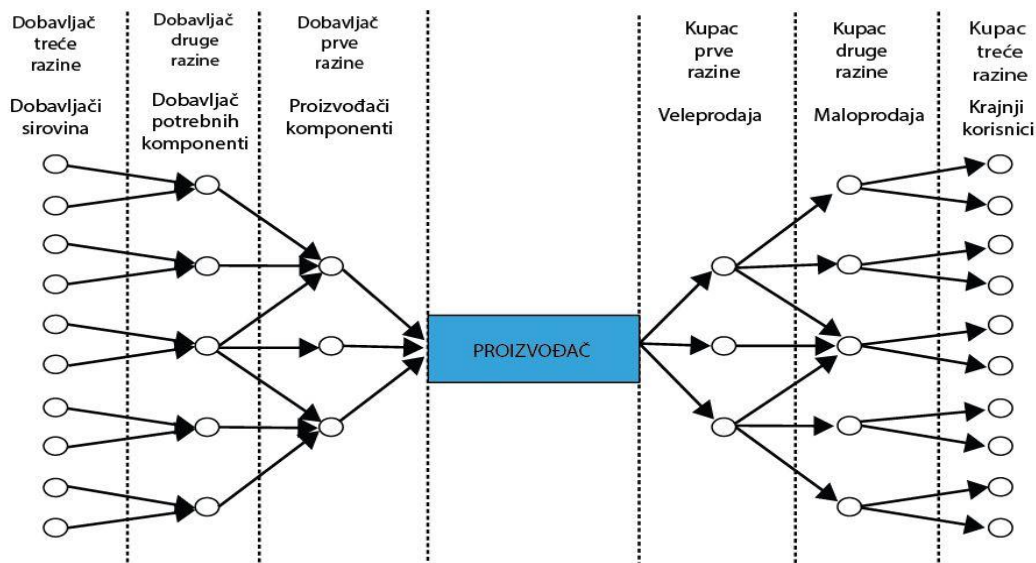 Dobavljač
treće
razine
Dobavljači
sirovina
Dobavljač
druge
razine
Dobavljač
potrebnih
komponenti
Dobavljač
prve
razine
Proizvođači
komponenti
PROIZVOĐAČ
Kupac
prve
razine
Veleprodaja
Kupac
druge
razine
Maloprodaja
Kupac
treće
razine
Krajnji
korisnici